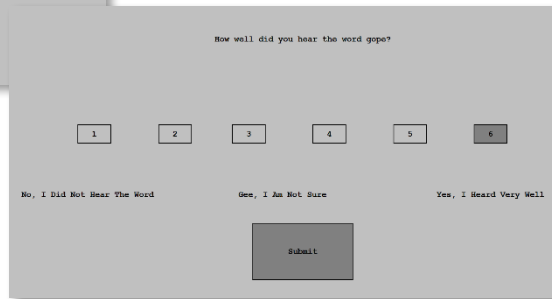 How well did you hear the word gope?
1 2 3 4 5 6
No, I Did Not Hear The Word Gee, I Am Not Sure Yes, I Heard Very Well
Submit